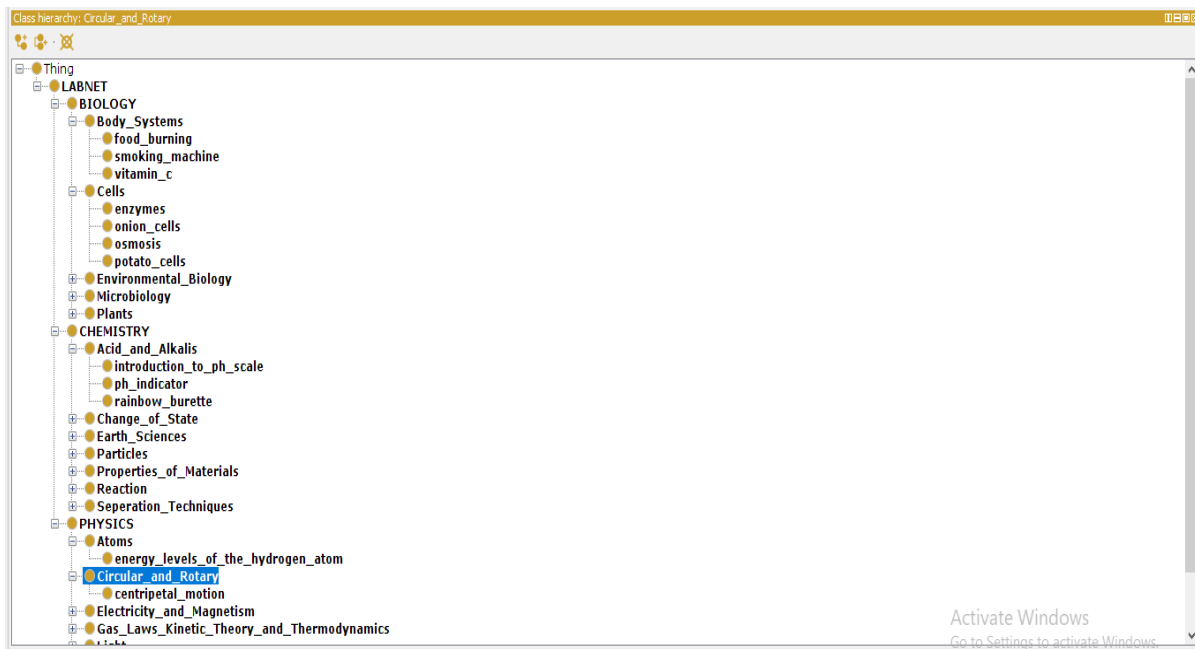 Class hierarchy: Circular_and_Rotary
Thing
LABNET
BIOLOGY
Body_Systems
food_burning
smoking_machine
vitamin_c
Cells
enzymes
onion_cells
osmosis
potato_cells
Environmental_Biology
Microbiology
Plants
CHEMISTRY
Acid_and_Alkalis
introduction_to_ph_scale
ph_indicator
rainbow_burette
Change_of_State
Earth_Sciences
Particles
Properties_of_Materials
Reaction
Seperation_Techniques
PHYSICS
Atoms
energy_levels_of_the_hydrogen_atom
Circular_and_Rotary
centripetal_motion
Electricity_and_Magnetism
Gas_Laws_Kinetic_Theory_and_Thermodynamics
Light
Activate Windows
Go to Settings to activate Windows.